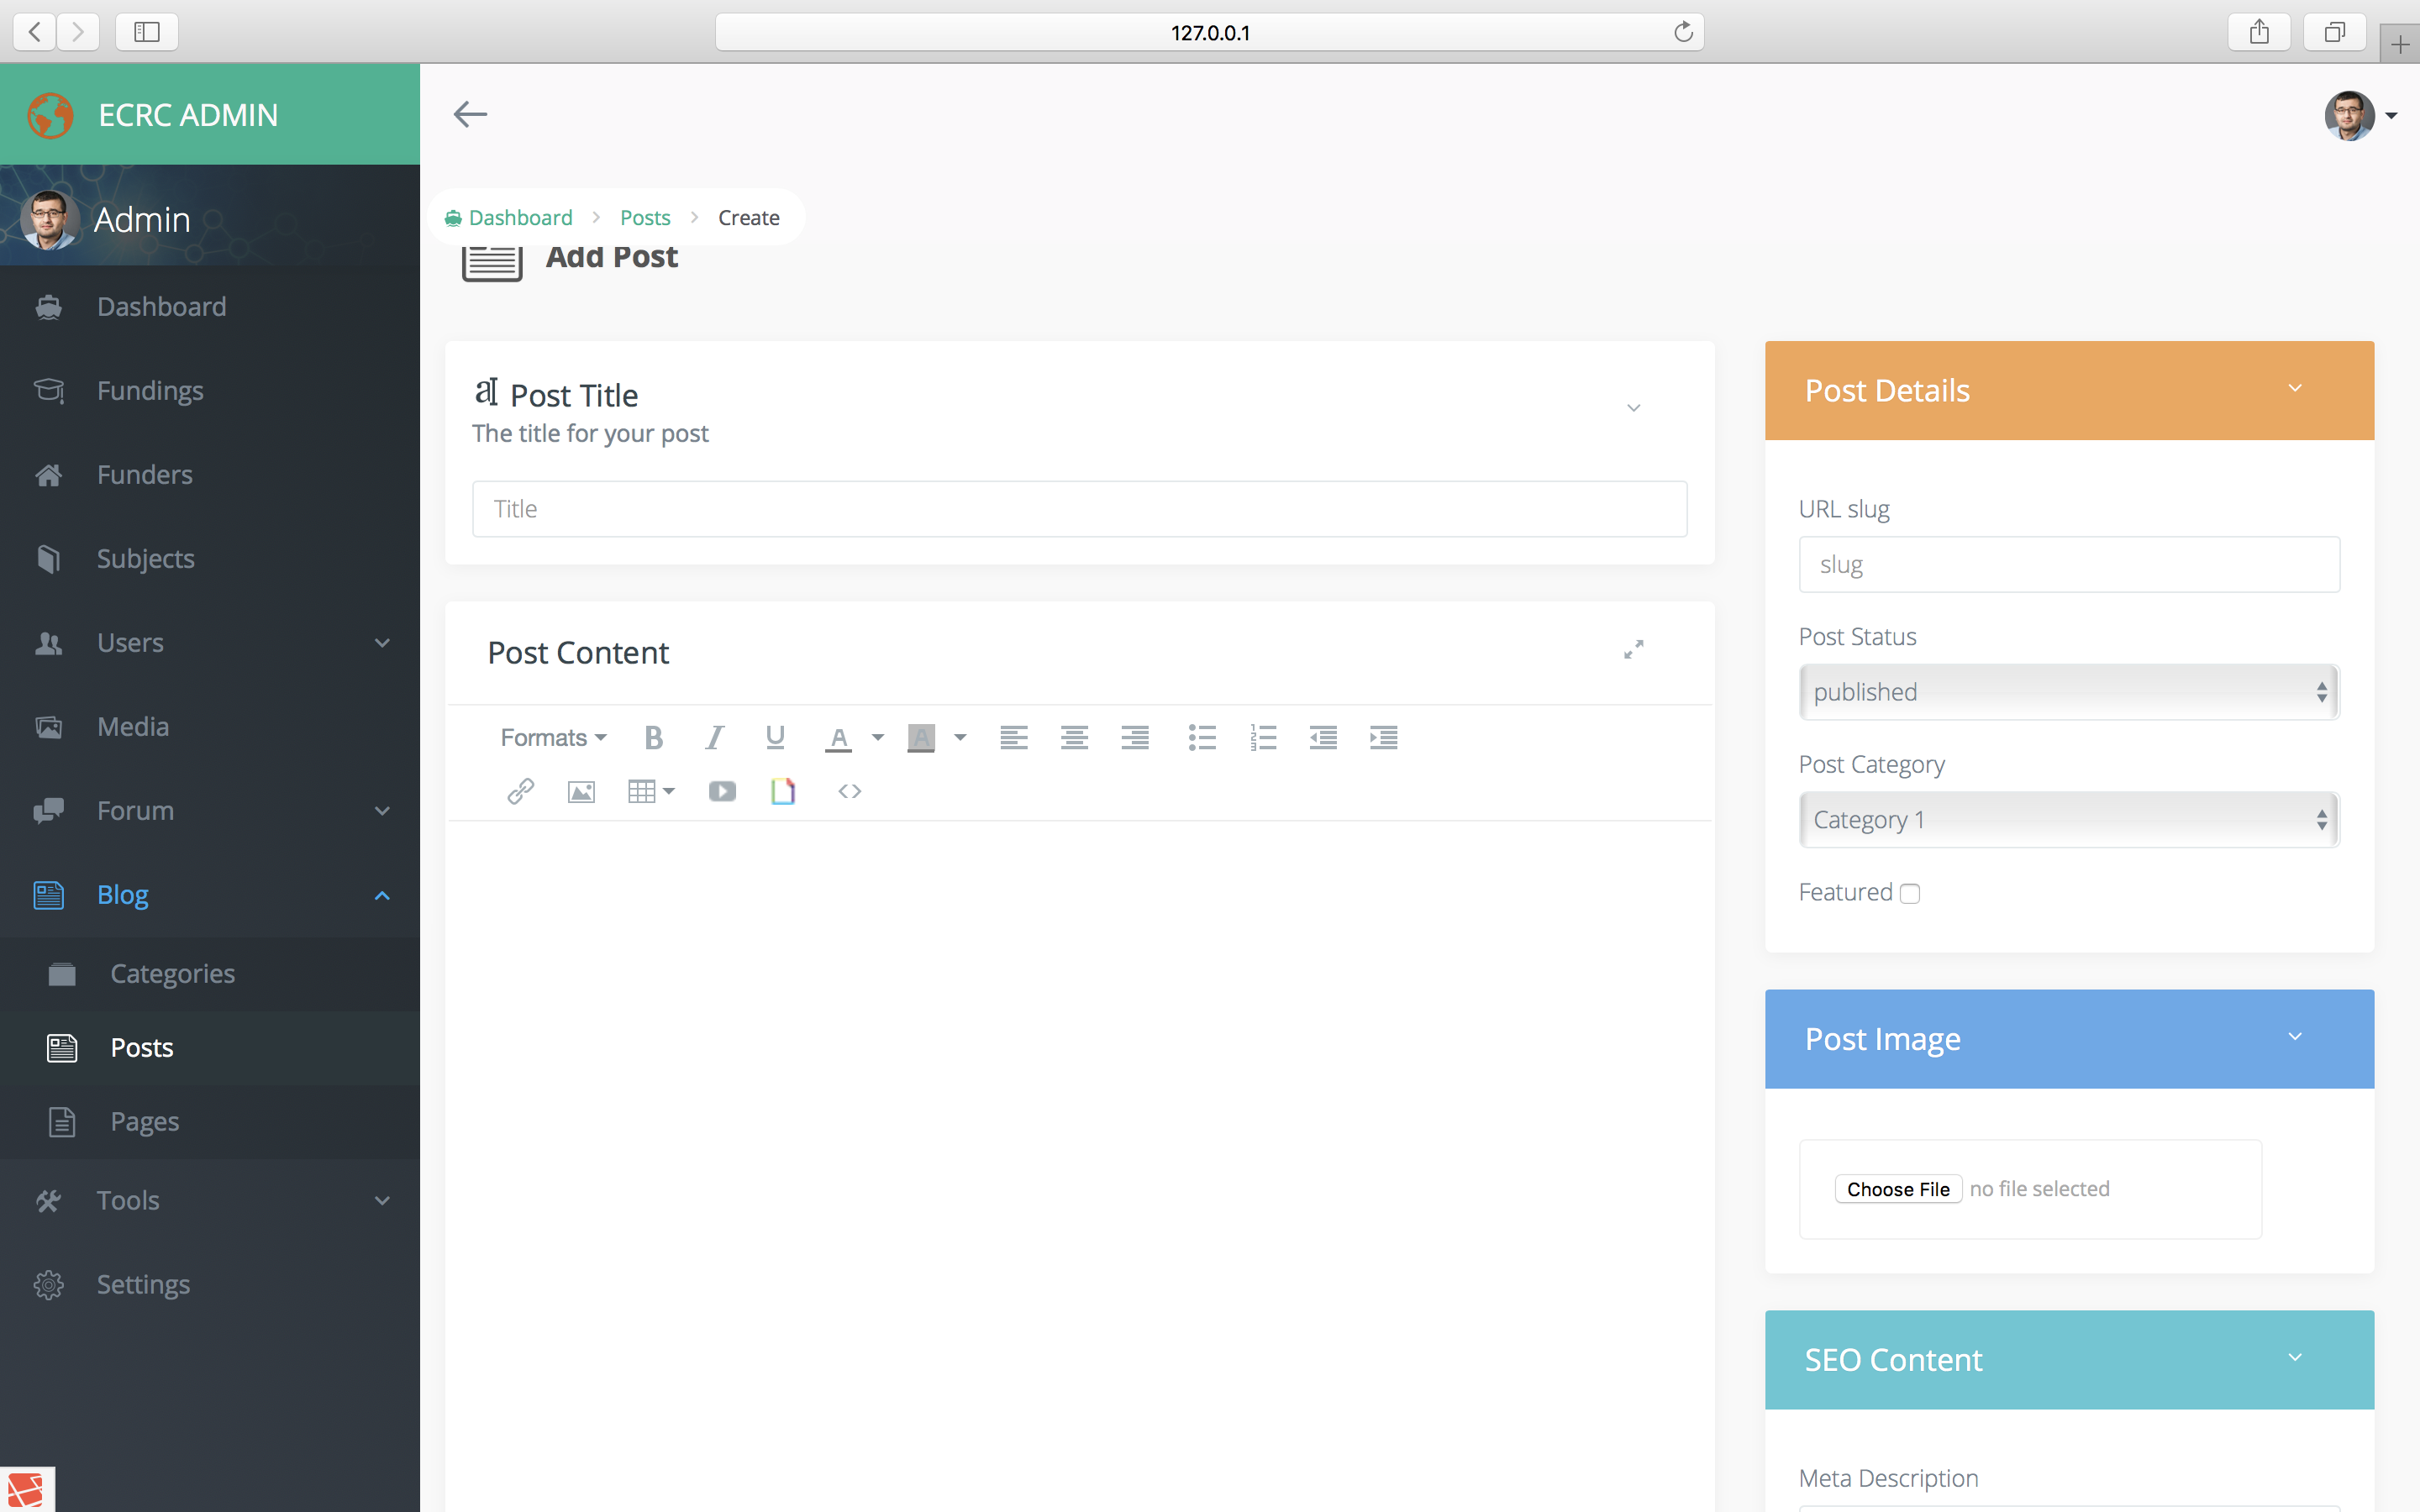 127.0.0.1
ECRC ADMIN
Admin
Dashboard
Fundings
Funders
Subjects
Users
Media
Forum
Blog
Categories
Posts
Pages
Tools
Settings
Dashboard > Posts > Create
Add Post
Post Title
The title for your post
Title
Post Content
Formats B I U A A
Post Details
URL slug
slug
Post Status
published
Post Category
Category 1
Featured
Post Image
Choose File no file selected
SEO Content
Meta Description